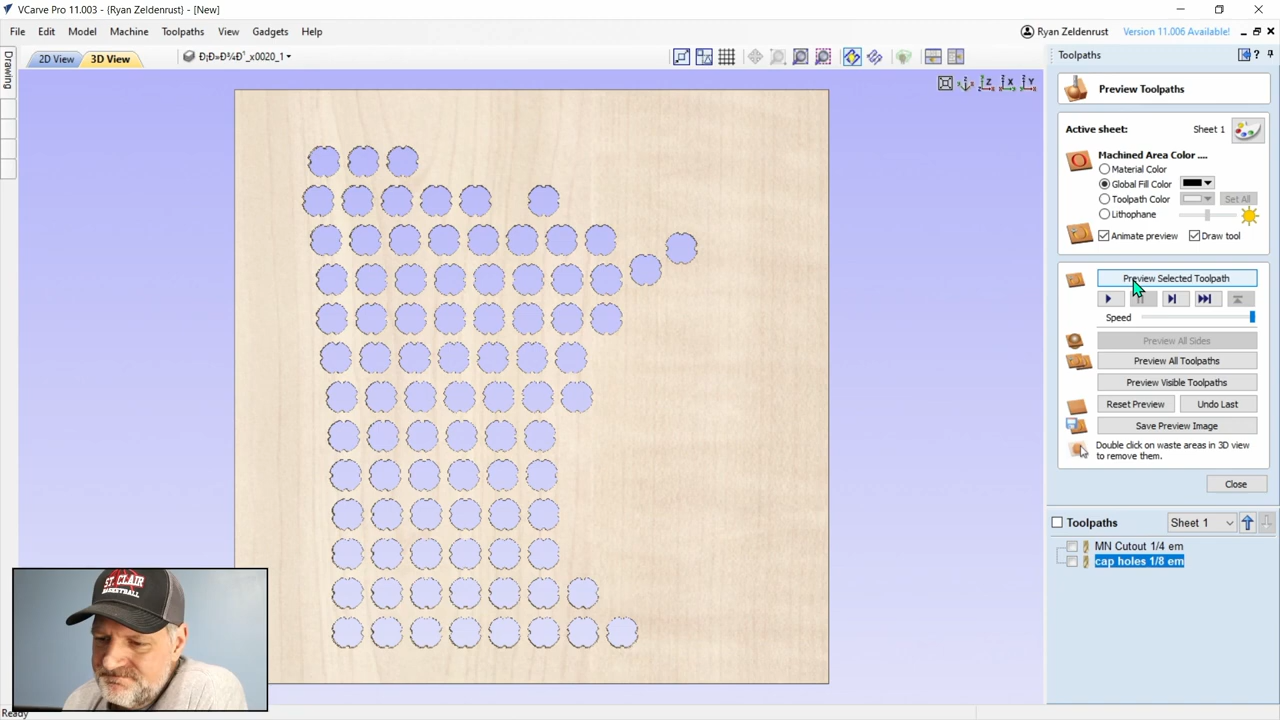 VCarve Pro 11.003 - {Ryan Zeldenrust} - [New]
File Edit Model Machine Toolpaths View Gadgets Help
Ryan Zeldenrust Version 11.006 Available!
2D View 3D View Ð¡Ð»Ð¾Ð¹_x0020_1
Drawing
Toolpaths
Preview Toolpaths
Active sheet: Sheet 1
Machined Area Color ....
Material Color
Global Fill Color
Toolpath Color Set All
Lithophane
Animate preview Draw tool
Preview Selected Toolpath
Speed
Preview All Sides
Preview All Toolpaths
Preview Visible Toolpaths
Reset Preview Undo Last
Save Preview Image
Double click on waste areas in 3D view
to remove them.
Close
Toolpaths Sheet 1
MN Cutout 1/4 em
cap holes 1/8 em
ST. CLAIR
BASKETBALL
Ready